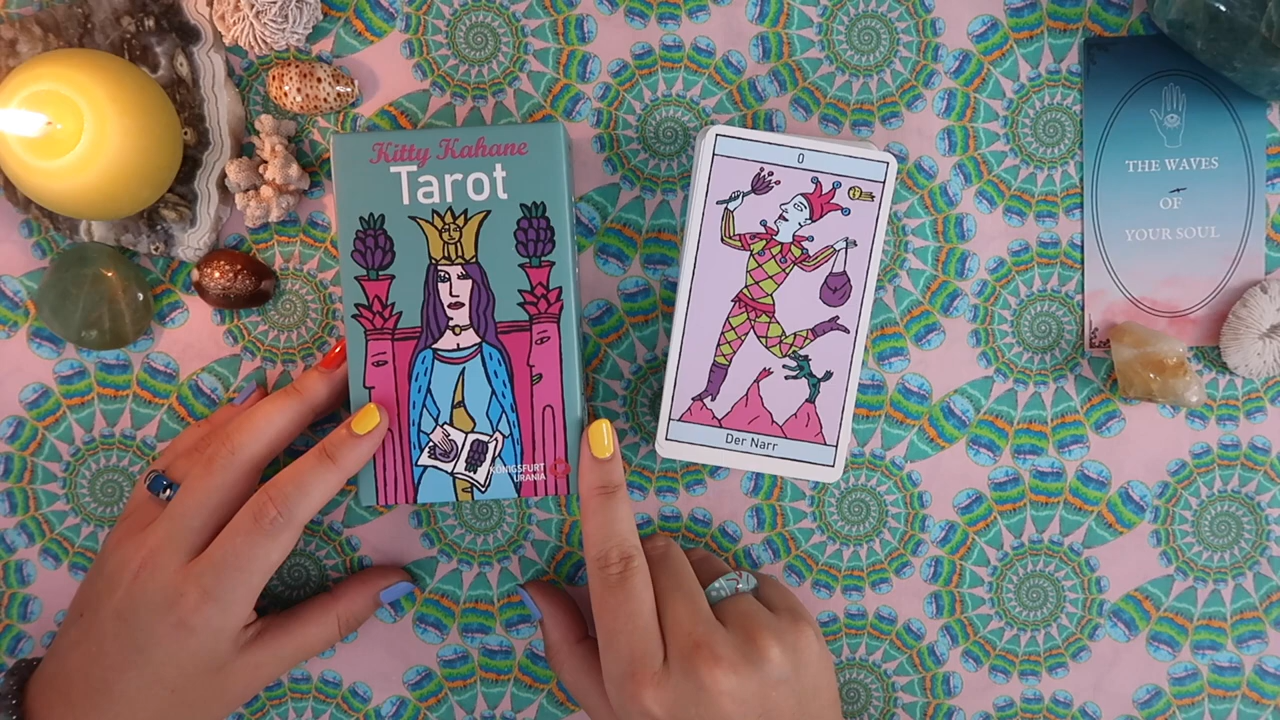 Kitty Kahane
Tarot
KÖNIGSFURT
URANIA
0
Der Narr
THE WAVES
OF
YOUR SOUL